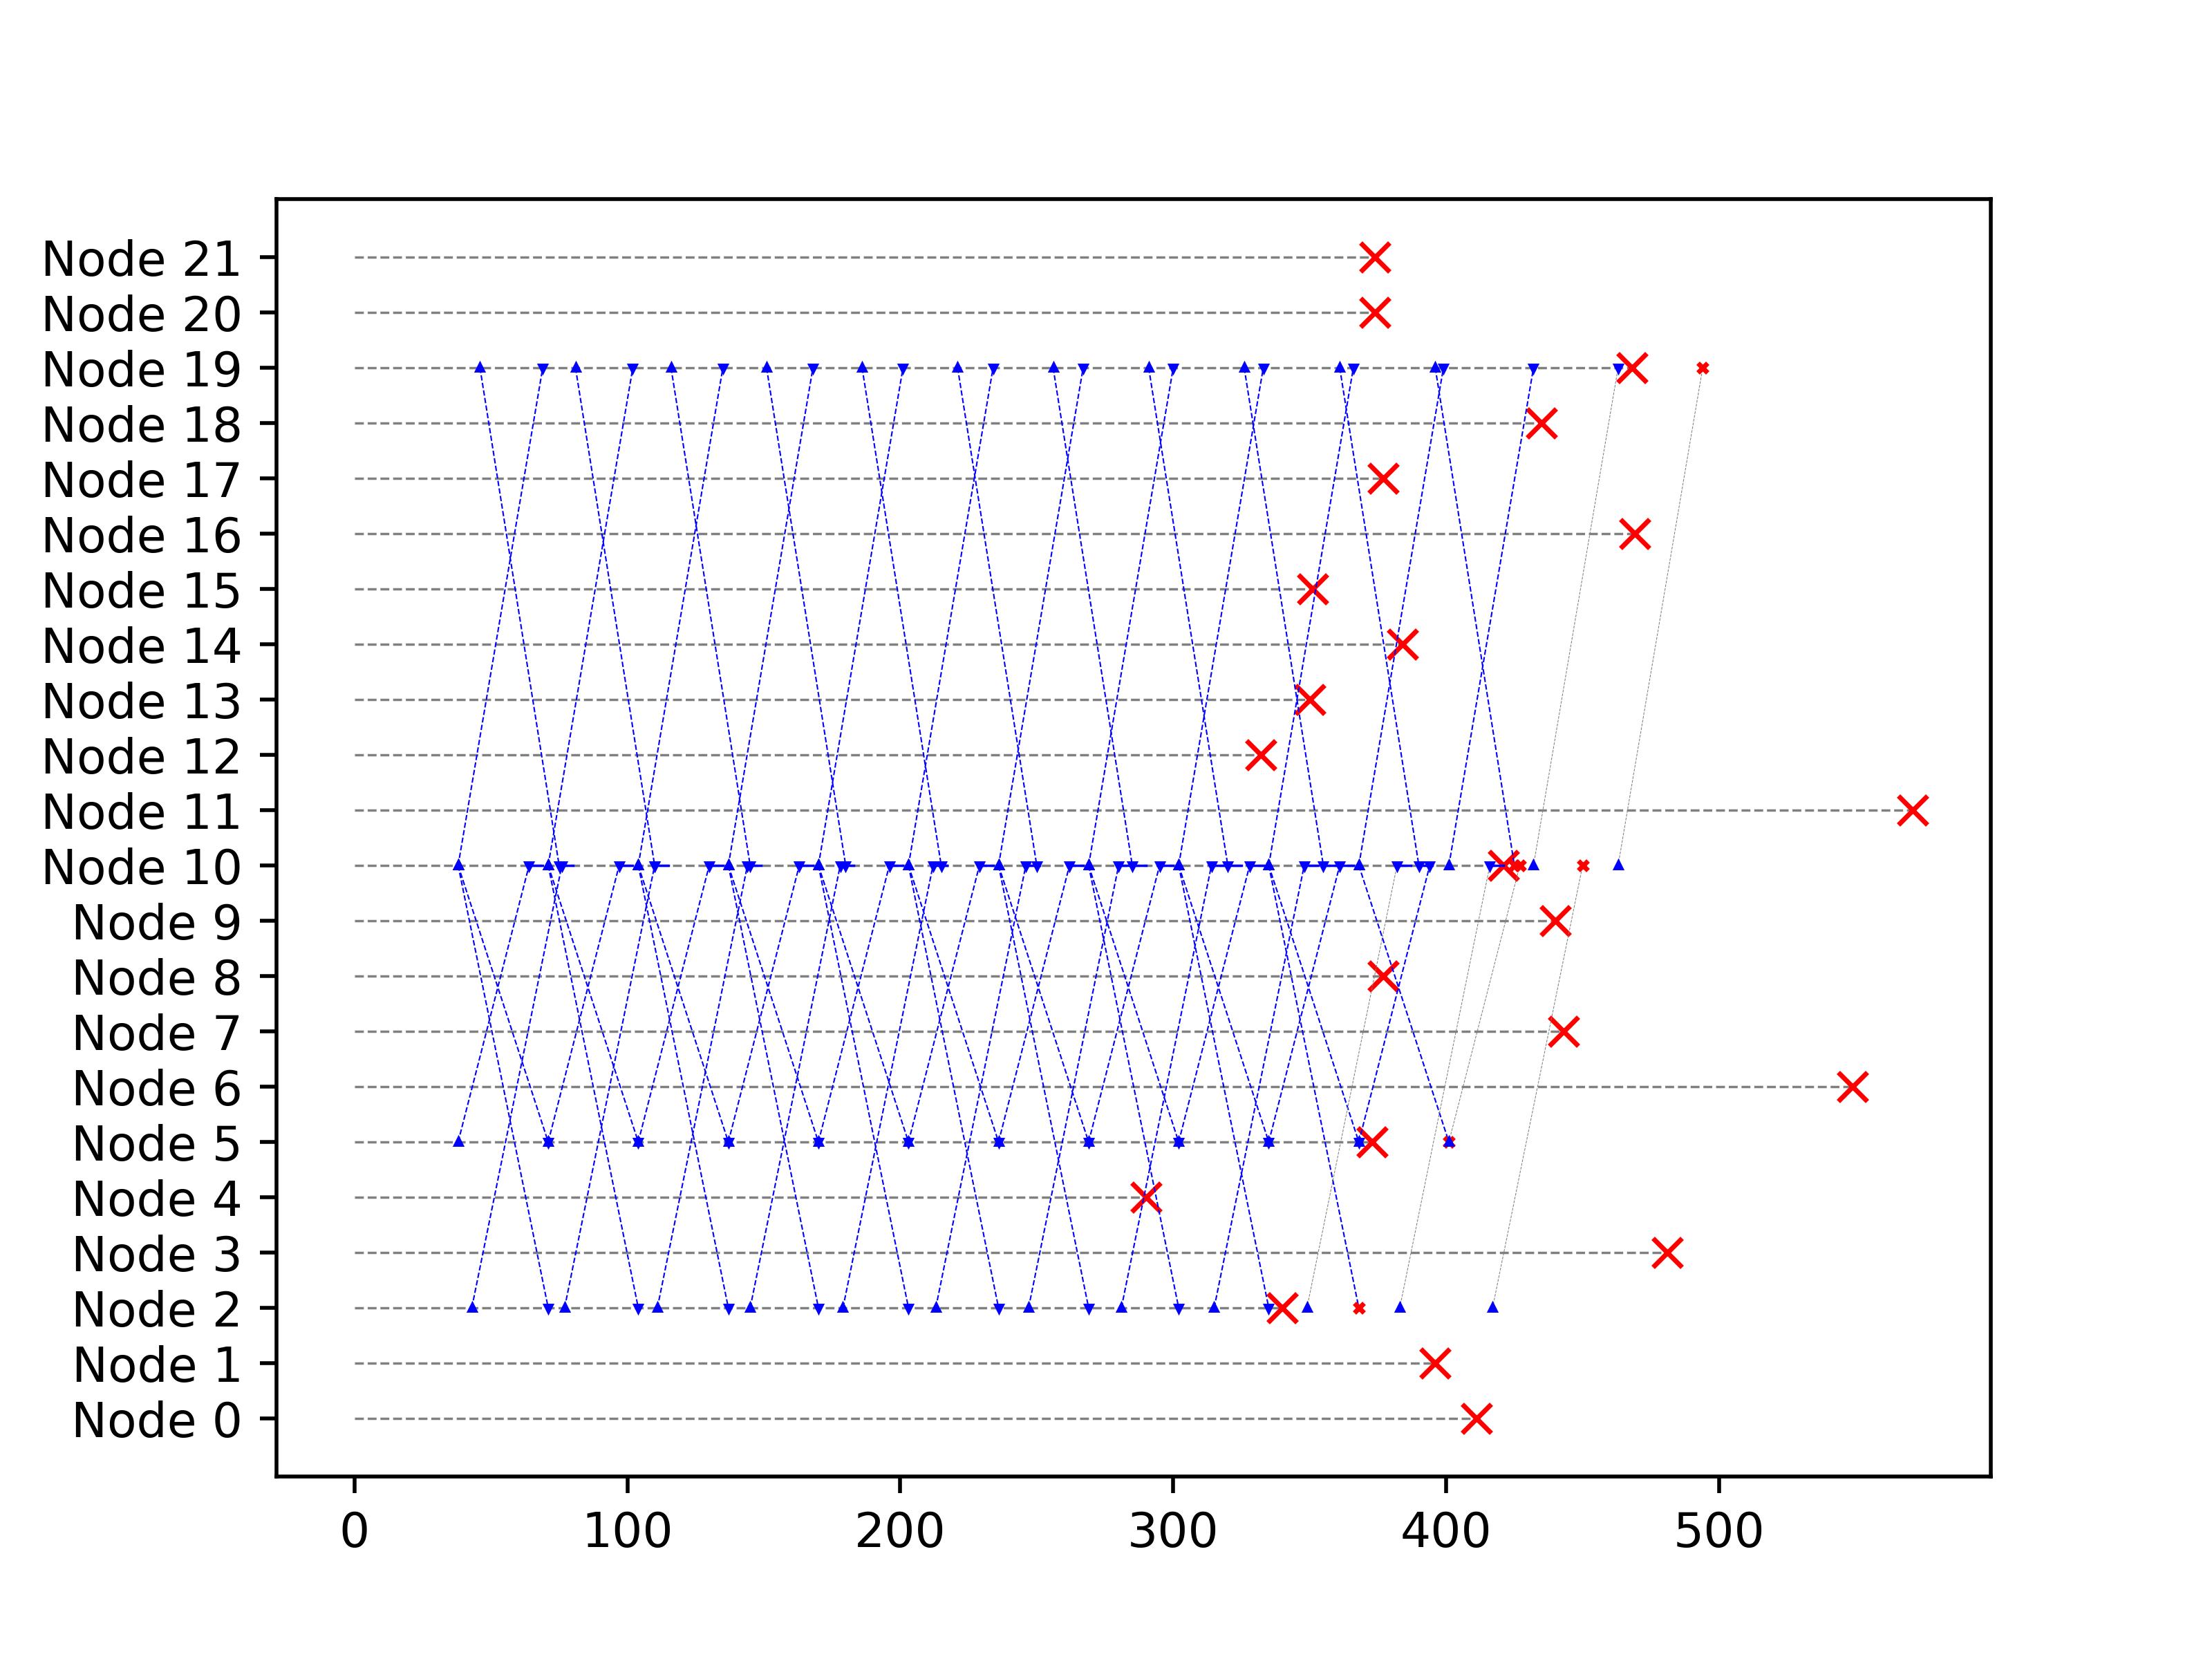 Node 21
Node 20
Node 19
Node 18
Node 17
Node 16
Node 15
Node 14
Node 13
Node 12
Node 11
Node 10
Node 9
Node 8
Node 7
Node 6
Node 5
Node 4
Node 3
Node 2
Node 1
Node 0
0 100 200 300 400 500